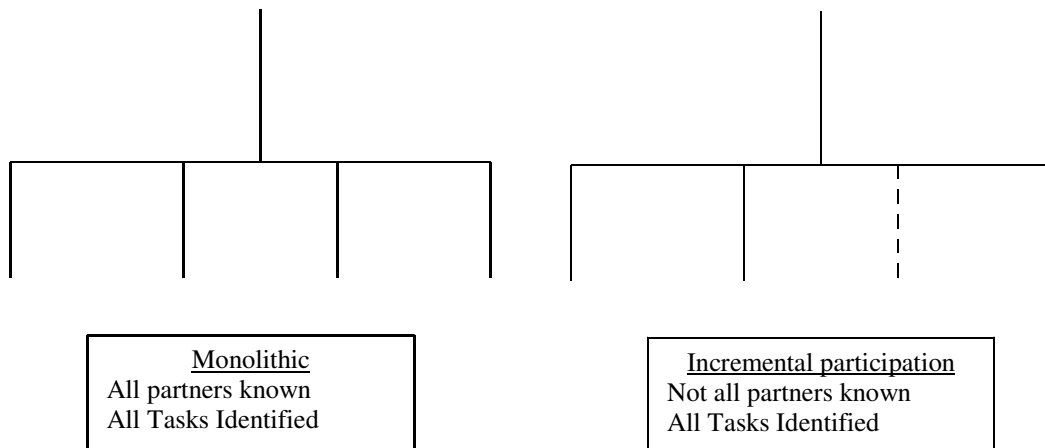 Monolithic
All partners known
All Tasks Identified
Incremental participation
Not all partners known
All Tasks Identified